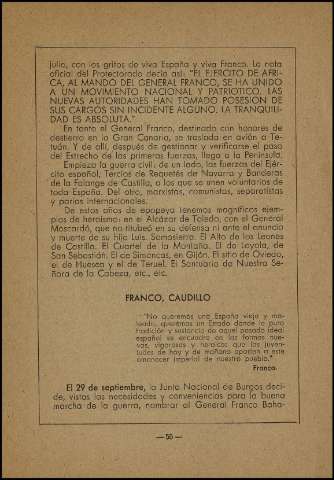 julio, con los gritos de viva España y viva Franco. La nota
oficial del Protectorado decía así: "EL EJERCITO DE AFRI-
CA, AL MANDO DEL GENERAL FRANCO, SE HA UNIDO
A UN MOVIMIENTO NACIONAL Y PATRIOTICO. LAS
NUEVAS AUTORIDADES HAN TOMADO POSESION DE
SUS CARGOS SIN INCIDENTE ALGUNO. LA TRANQUILI-
DAD ES ABSOLUTA."
En tanto el General Franco, destinado con honores de
destierro en la Gran Canaria, se traslada en avión a Te-
tuán. Y de allí, después de gestionar y verificarse el paso
del Estrecho de las primeras fuerzas, llega a la Península.
Empieza la guerra civil: de un lado, las fuerzas del Ejér-
cito español, Tercios de Requetés de Navarra y Banderas
de la Falange de Castilla, a los que se unen voluntarios de
toda España. Del otro, marxistas, comunistas, separatistas
y parias internacionales.
De estos años de epopeya tenemos magníficos ejem-
plos de heroísmo: en el Alcázar de Toledo, con el General
Moscardó, que no titubeó en su defensa ni ante el anuncio
y muerte de su hijo Luis. Somosierra. El Alto de los Leones
de Castilla. El Cuartel de la Montaña. El de Loyola, de
San Sebastián. El de Simancas, en Gijón. El sitio de Oviedo,
el de Huesca y el de Teruel. El Santuario de Nuestra Se-
ñora de la Cabeza, etc., etc.
FRANCO, CAUDILLO
"No queremos una España vieja y ma-
leada, queremos un Estado donde la pura
tradición y sustancia de aquel pasado ideal
español se encuadre en las formas nue-
vas, vigorosas y heroicas que las juven-
tudes de hoy y de mañana aportan a este
amanecer imperial de nuestro pueblo."
Franco.
El 29 de septiembre, la Junta Nacional de Burgos deci-
de, vistas las necesidades y conveniencias para la buena
marcha de la guerra, nombrar al General Franco Baha-
— 50 —